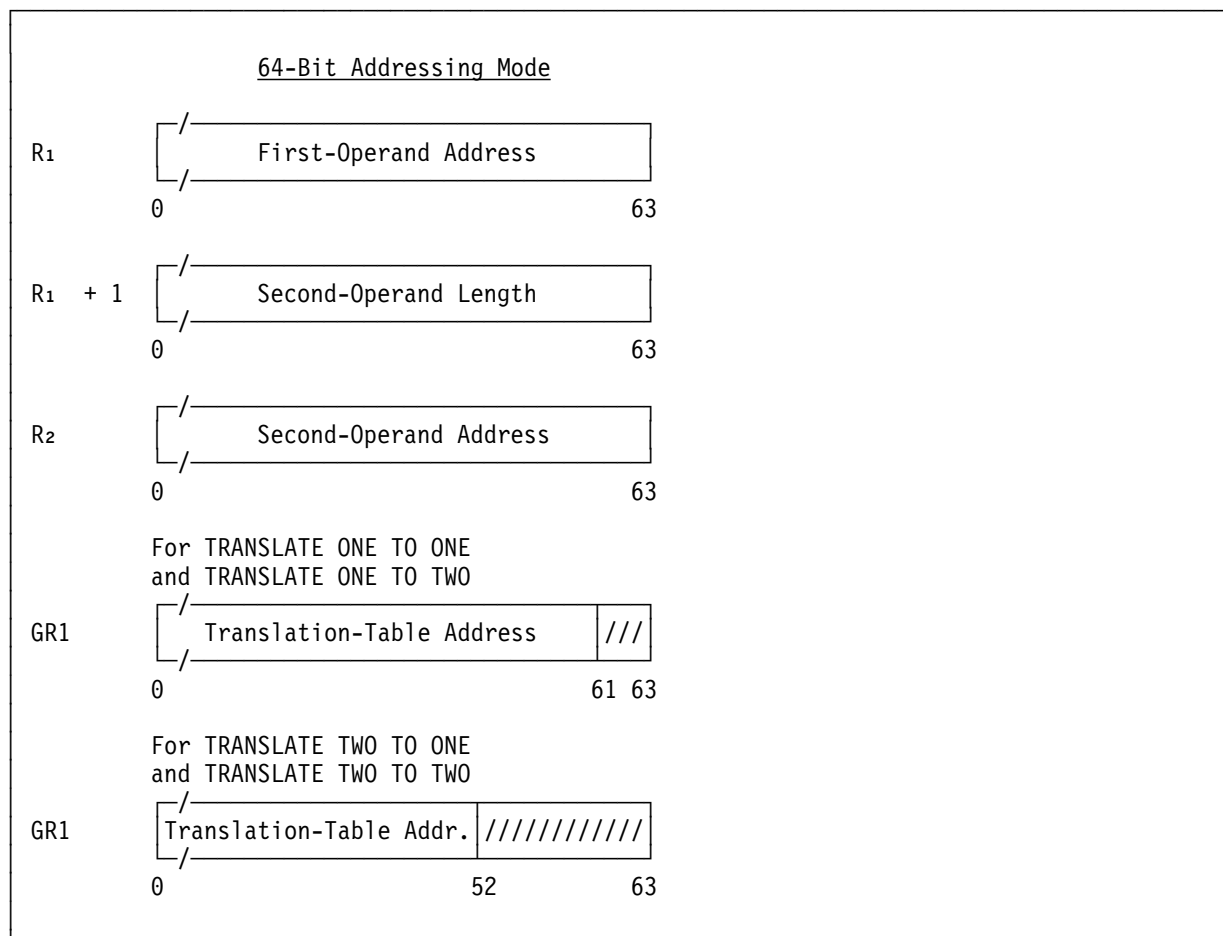 64-Bit Addressing Mode
R₁ First-Operand Address
0 63
R₁ + 1 Second-Operand Length
0 63
R₂ Second-Operand Address
0 63
For TRANSLATE ONE TO ONE
and TRANSLATE ONE TO TWO
GR1 Translation-Table Address ///
0 61 63
For TRANSLATE TWO TO ONE
and TRANSLATE TWO TO TWO
GR1 Translation-Table Addr. ////////////
0 52 63